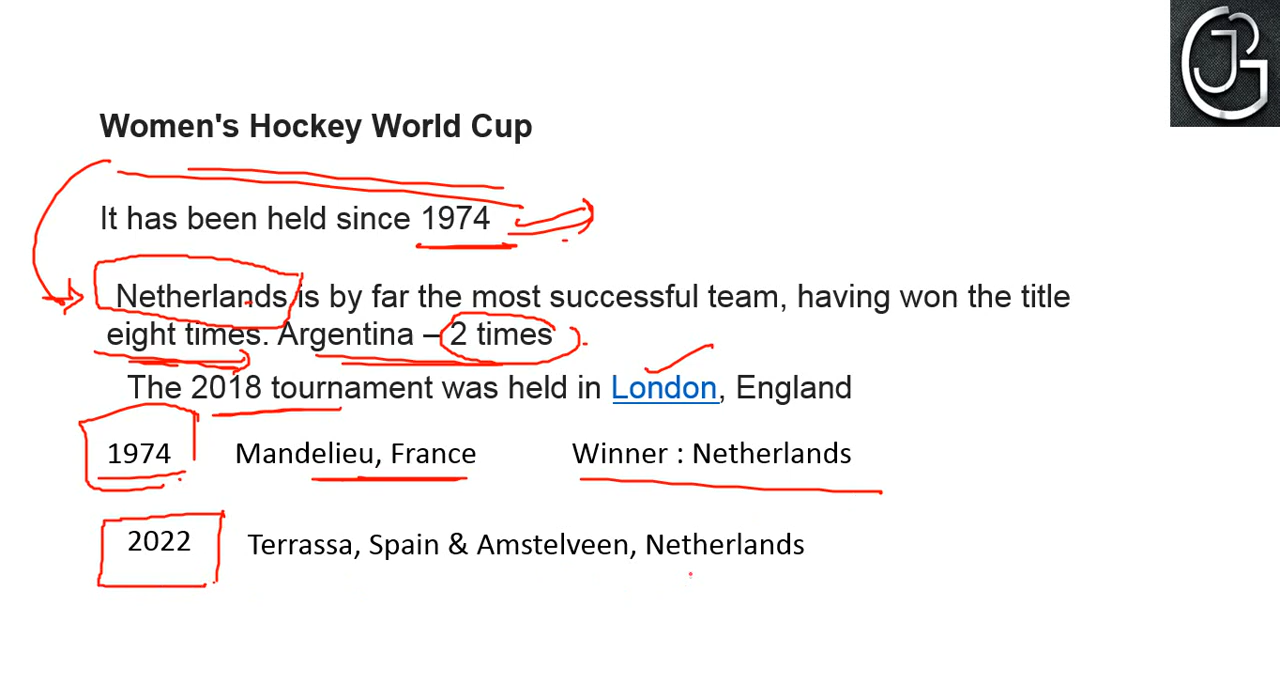 Women's Hockey World Cup
It has been held since 1974
Netherlands is by far the most successful team, having won the title
eight times. Argentina – 2 times
The 2018 tournament was held in London, England
1974 Mandelieu, France Winner : Netherlands
2022 Terrassa, Spain & Amstelveen, Netherlands